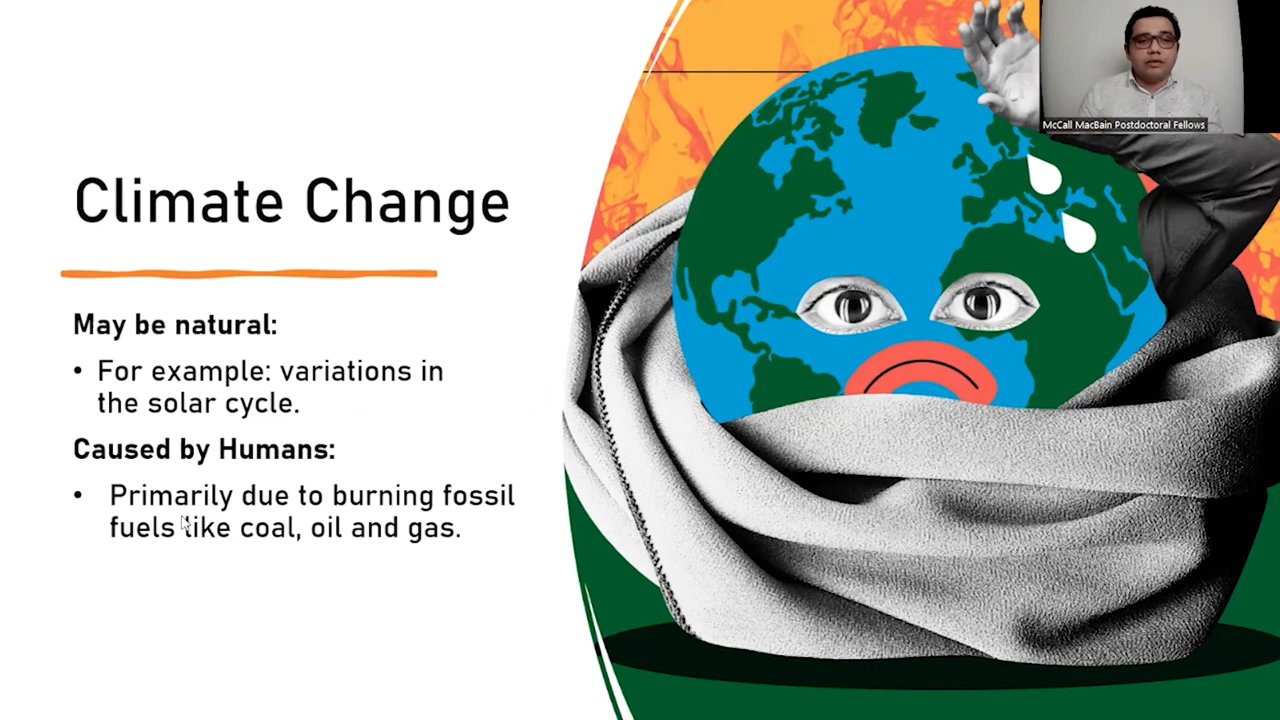 Climate Change
May be natural:
• For example: variations in
the solar cycle.
Caused by Humans:
• Primarily due to burning fossil
fuels like coal, oil and gas.
McCall MacBain Postdoctoral Fellows